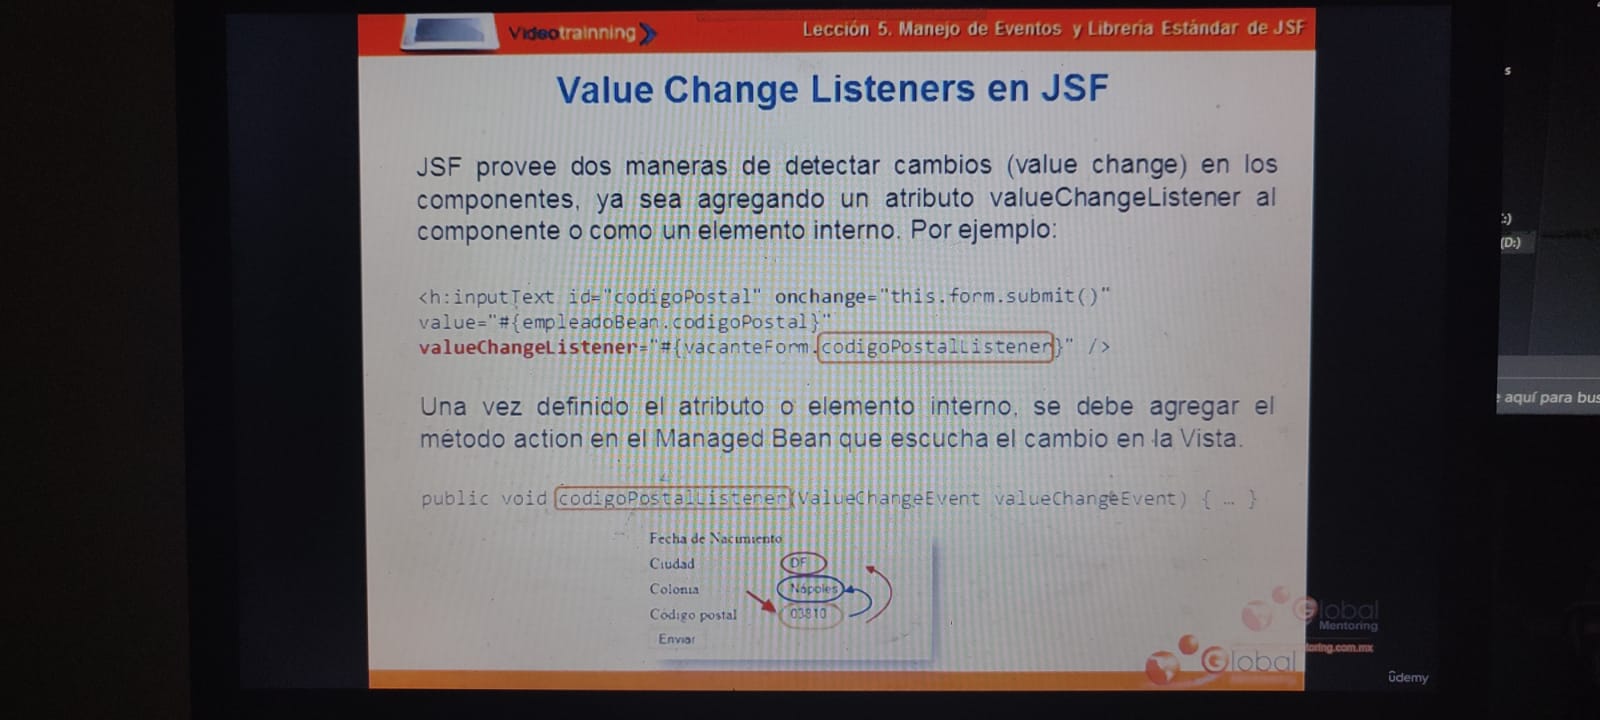 Videotrainning
Lección 5. Manejo de Eventos y Librería Estándar de JSF
Value Change Listeners en JSF
JSF provee dos maneras de detectar cambios (value change) en los
componentes, ya sea agregando un atributo valueChangeListener al
componente o como un elemento interno. Por ejemplo:
<h:inputText id="codigoPostal" onchange="this.form.submit()"
value="#{empleadoBean.codigoPostal}"
valueChangeListener="#{vacanteForm.codigoPostalListener}" />
Una vez definido el atributo o elemento interno, se debe agregar el
método action en el Managed Bean que escucha el cambio en la Vista.
public void codigoPostalListener(ValueChangeEvent valueChangeEvent) { … }
Fecha de Nacimiento
Ciudad DF
Colonia Nápoles
Código postal 03810
Enviar
Global
Mentoring
toring.com.mx
Global
ûdemy
s
:)
(D:)
e aquí para bus